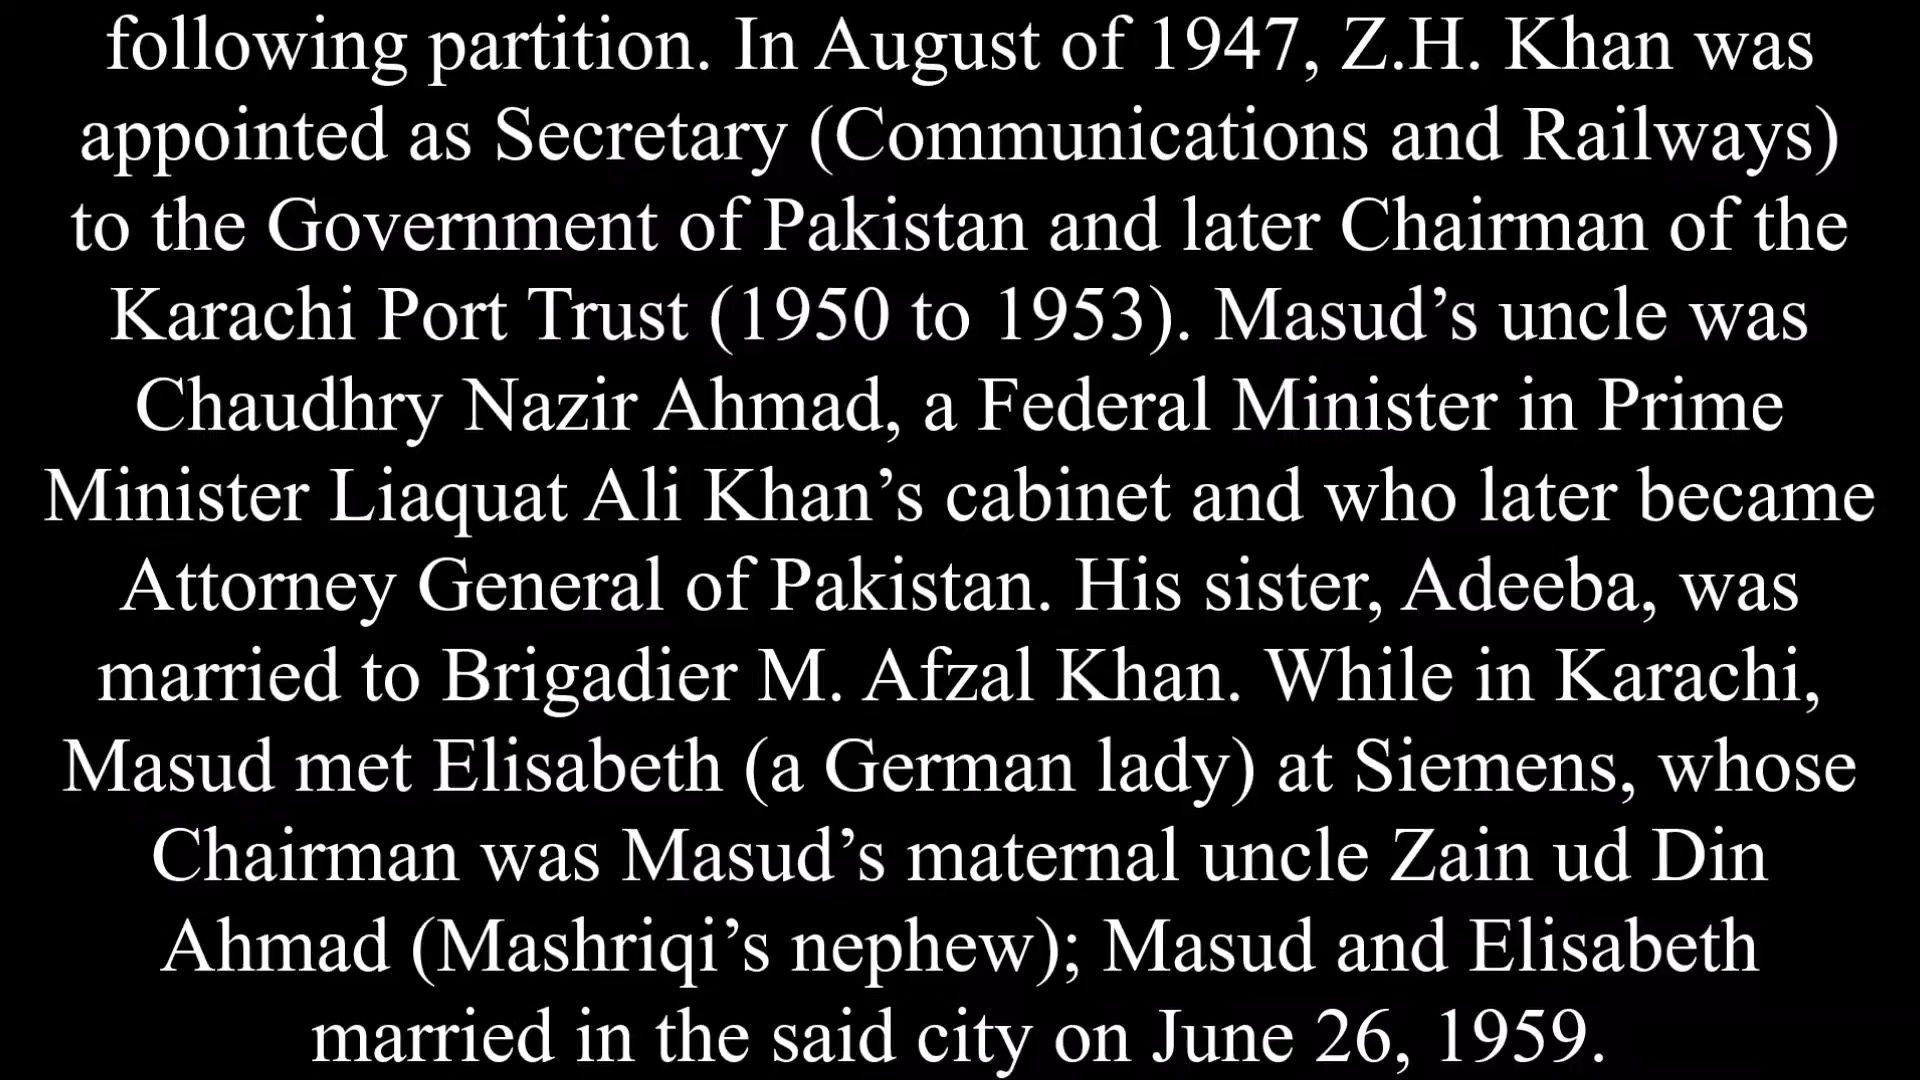 following partition. In August of 1947, Z.H. Khan was
appointed as Secretary (Communications and Railways)
to the Government of Pakistan and later Chairman of the
Karachi Port Trust (1950 to 1953). Masud’s uncle was
Chaudhry Nazir Ahmad, a Federal Minister in Prime
Minister Liaquat Ali Khan’s cabinet and who later became
Attorney General of Pakistan. His sister, Adeeba, was
married to Brigadier M. Afzal Khan. While in Karachi,
Masud met Elisabeth (a German lady) at Siemens, whose
Chairman was Masud’s maternal uncle Zain ud Din
Ahmad (Mashriqi’s nephew); Masud and Elisabeth
married in the said city on June 26, 1959.